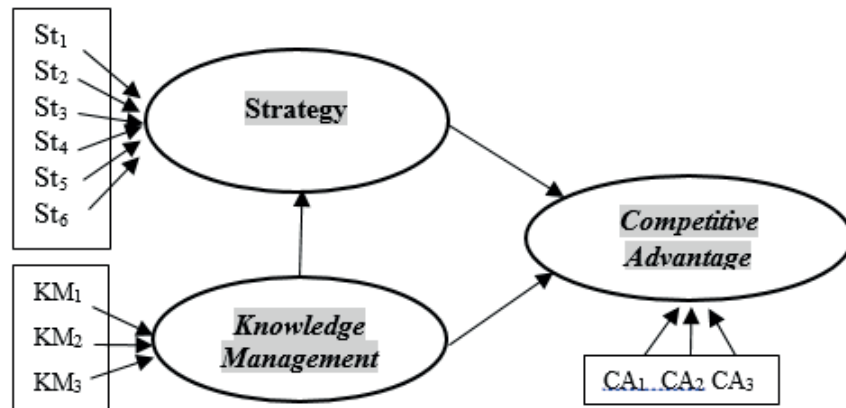 St₁
St₂
St₃
St₄
St₅
St₆
Strategy
Competitive
Advantage
KM₁
KM₂
KM₃
Knowledge
Management
CA₁ CA₂ CA₃